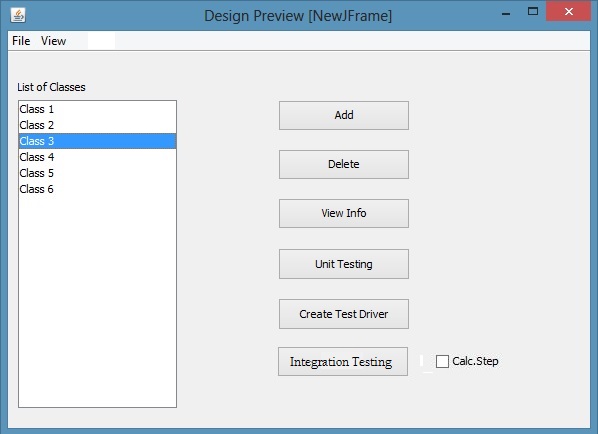 Design Preview [NewJFrame]
File View
List of Classes
Class 1
Class 2
Class 3
Class 4
Class 5
Class 6
Add
Delete
View Info
Unit Testing
Create Test Driver
Integration Testing
Calc.Step